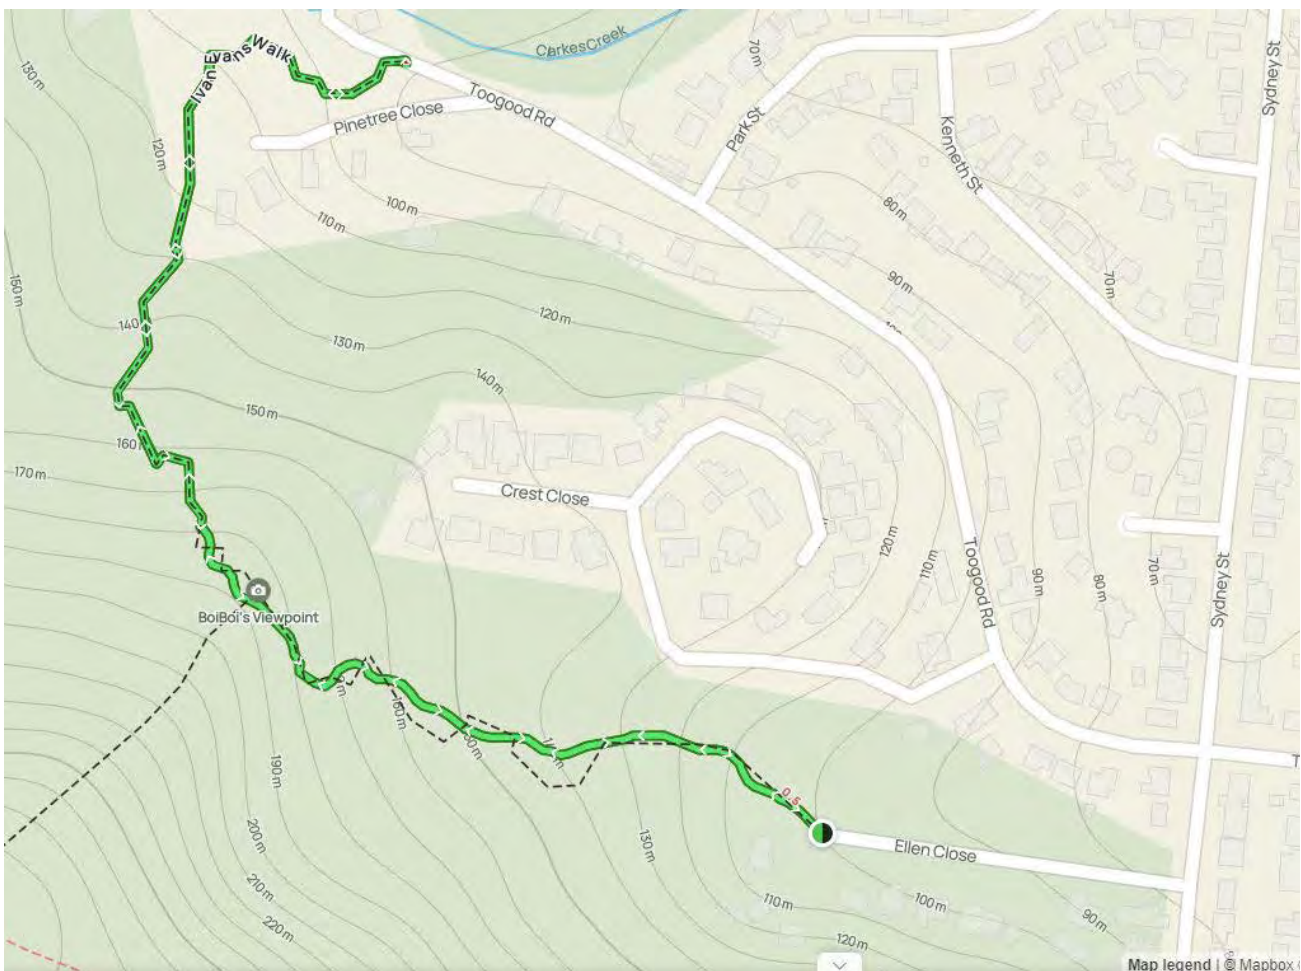 CarkesCreek
Ivan Evans Walk
70m
Sydney St
130m
Toogood Rd
Pinetree Close
Park St
Kenneth St
120m
100m
80m
110m
150m
90m
70m
140
120m
130m
140m
150m
160
170m
Crest Close
120m
110m
90m
80m
70m
Toogood Rd
Sydney St
BoiBoi's Viewpoint
160m
190m
0.5
200m
130m
Ellen Close
210m
110m
100m
90m
220m
120m
Map legend | © Mapbox